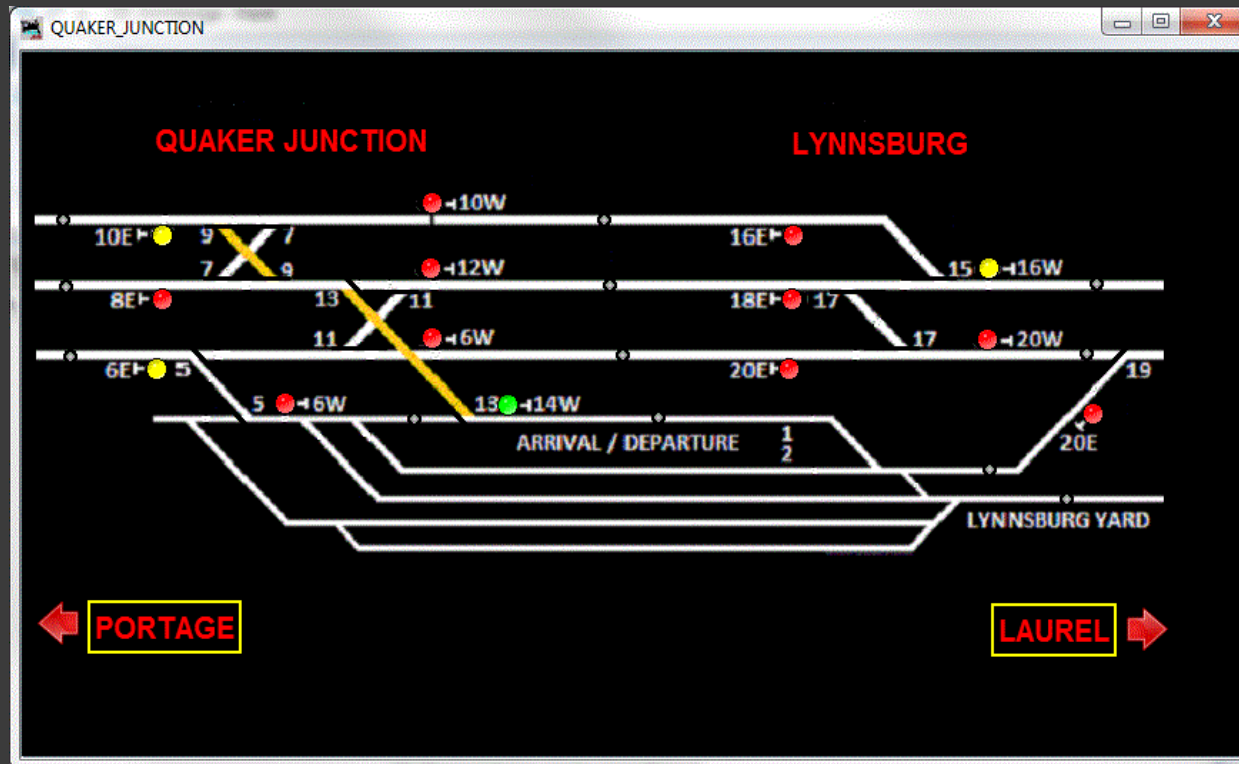 QUAKER_JUNCTION
QUAKER JUNCTION
LYNNSBURG
10W
10E 9 7 16E
7 9 12W 15 16W
8E 13 11 18E 17
11 6W 17 20W
6E 5 20E 19
5 6W 13 14W
ARRIVAL / DEPARTURE 1
2
20E
LYNNSBURG YARD
PORTAGE
LAUREL